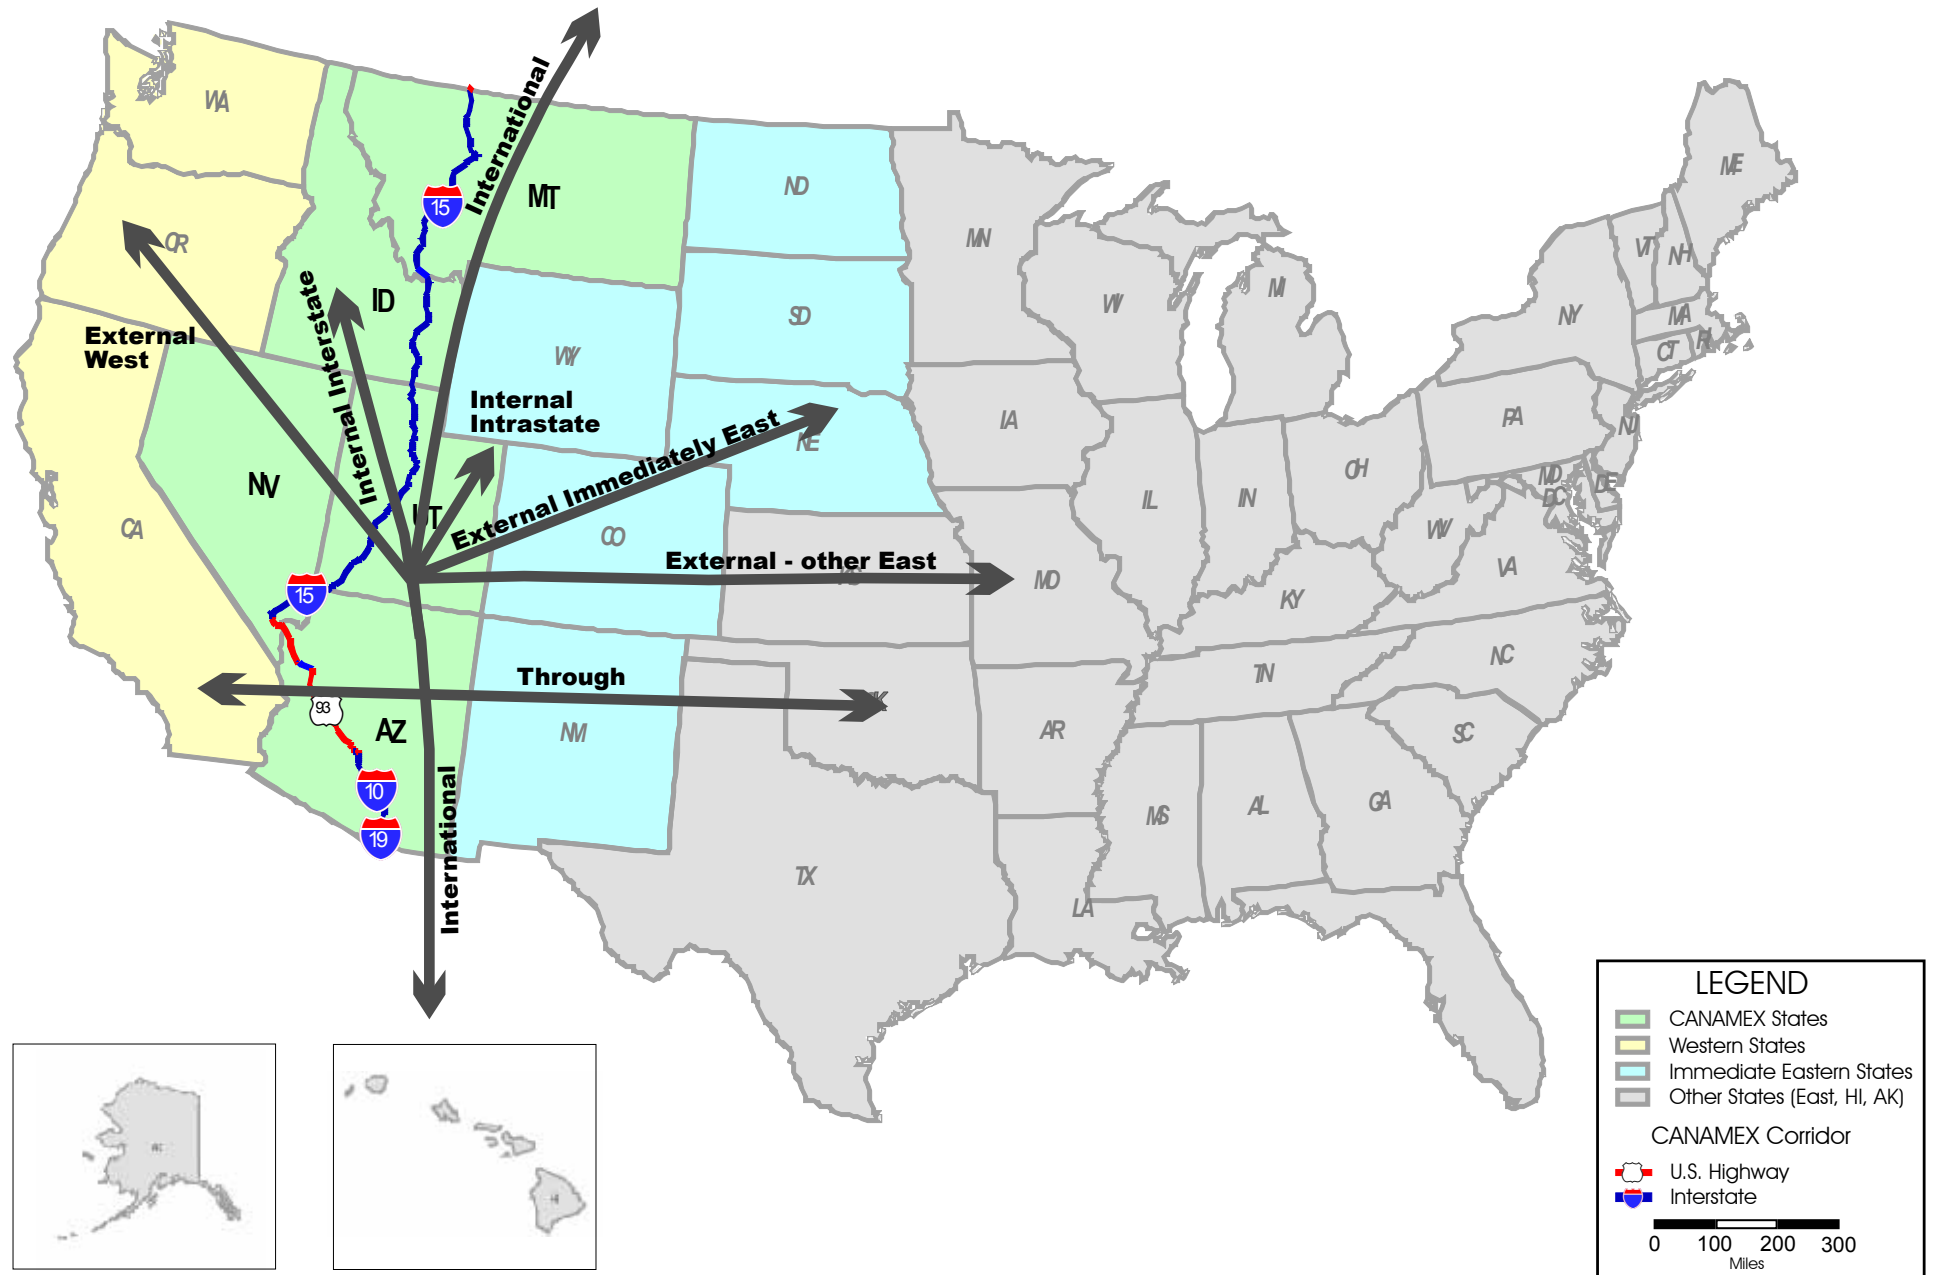 International
WA
MT
15
ND
MN
ME
VT
NH
OR
ID
SD
WI
MI
NY
MA
CT
RI
External
West
Internal Interstate
WY
Internal
Intrastate
External Immediately East
NE
IA
PA
NJ
NV
UT
CO
IL
IN
OH
MD
DC
DE
WV
VA
CA
External - other East
MO
KY
15
Through
TN
NC
93
AZ
NM
OK
AR
SC
10
19
International
MS
AL
GA
TX
LA
LEGEND
CANAMEX States
Western States
Immediate Eastern States
Other States (East, HI, AK)
CANAMEX Corridor
U.S. Highway
Interstate
0 100 200 300
Miles
HI